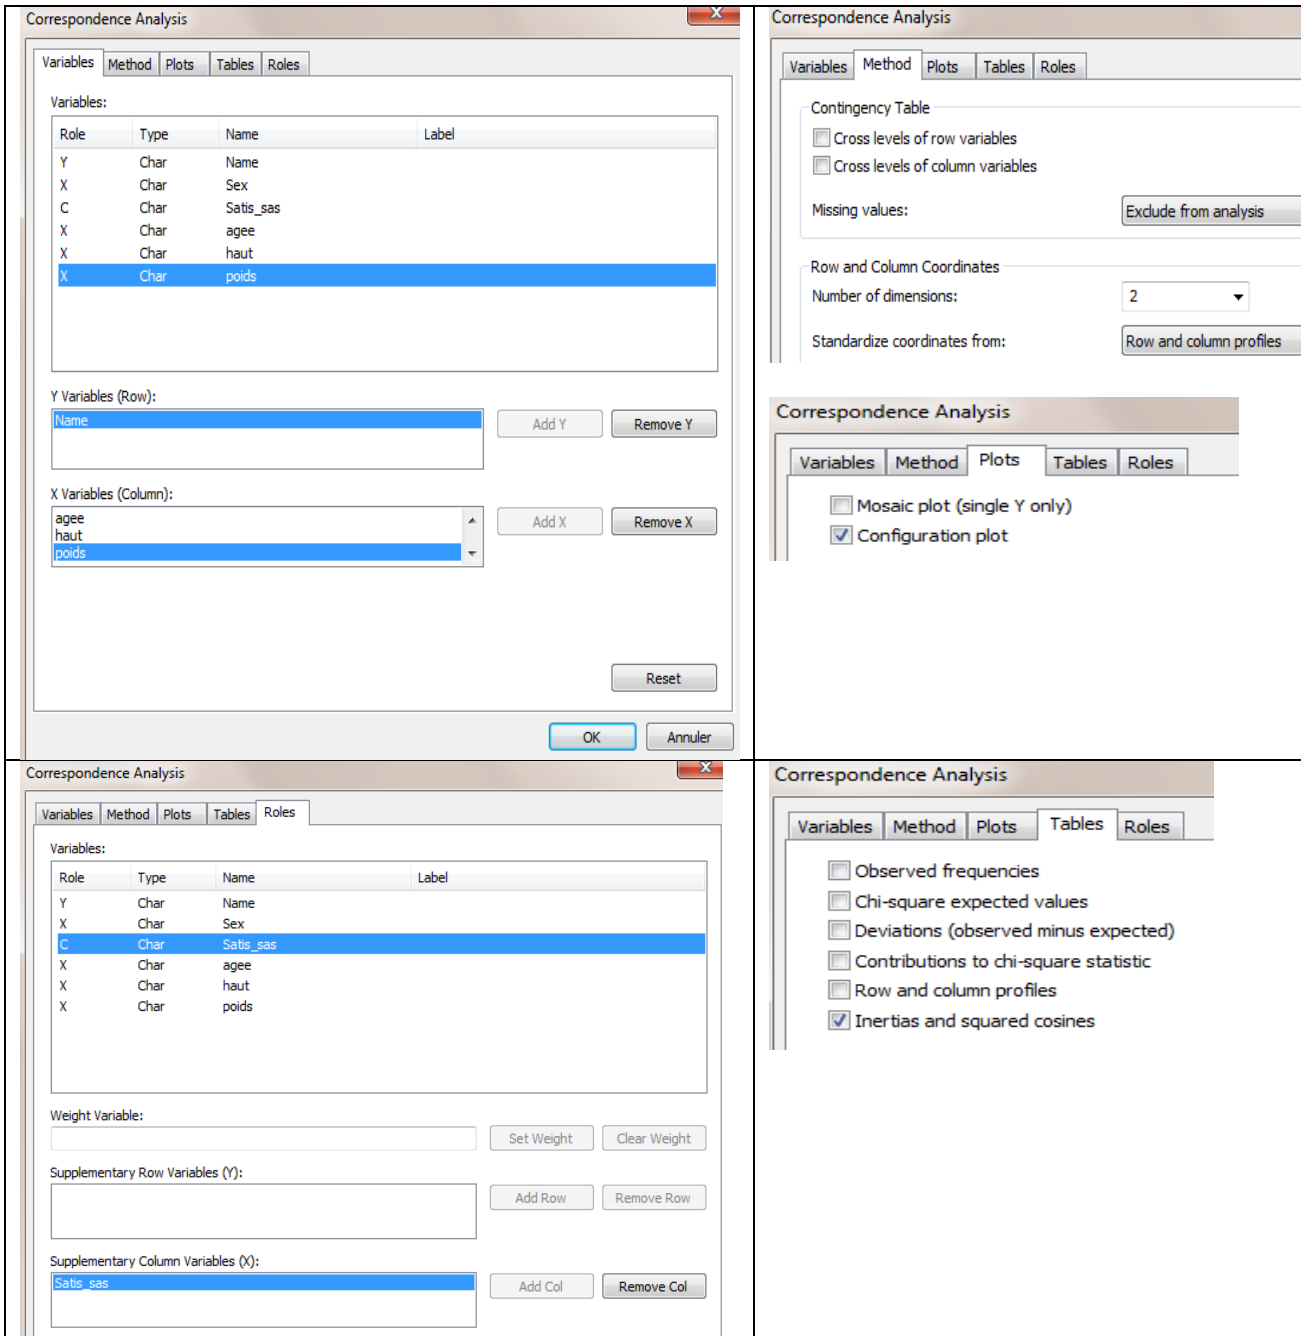 Correspondence Analysis
Variables Method Plots Tables Roles
Variables:
Role Type Name Label
Y Char Name
X Char Sex
C Char Satis_sas
X Char agee
X Char haut
X Char poids
Y Variables (Row):
Name
Add Y Remove Y
X Variables (Column):
agee
haut
poids
Add X Remove X
Reset
OK Annuler
Correspondence Analysis
Variables Method Plots Tables Roles
Contingency Table
Cross levels of row variables
Cross levels of column variables
Missing values: Exclude from analysis
Row and Column Coordinates
Number of dimensions: 2
Standardize coordinates from: Row and column profiles
Correspondence Analysis
Variables Method Plots Tables Roles
Mosaic plot (single Y only)
Configuration plot
Correspondence Analysis
Variables Method Plots Tables Roles
Variables:
Role Type Name Label
Y Char Name
X Char Sex
C Char Satis_sas
X Char agee
X Char haut
X Char poids
Weight Variable:
Set Weight Clear Weight
Supplementary Row Variables (Y):
Add Row Remove Row
Supplementary Column Variables (X):
Satis_sas
Add Col Remove Col
Correspondence Analysis
Variables Method Plots Tables Roles
Observed frequencies
Chi-square expected values
Deviations (observed minus expected)
Contributions to chi-square statistic
Row and column profiles
Inertias and squared cosines